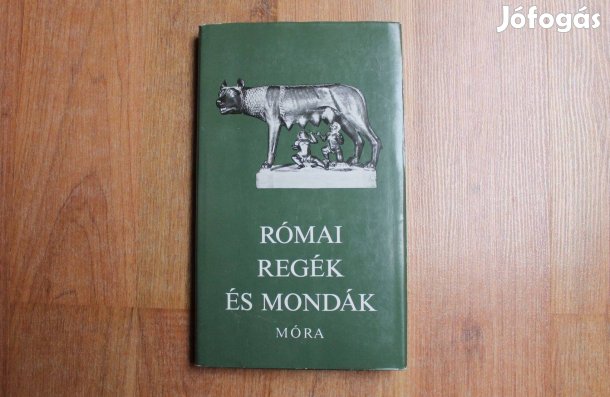 Jófogás
RÓMAI
REGÉK
ÉS MONDÁK
MÓRA